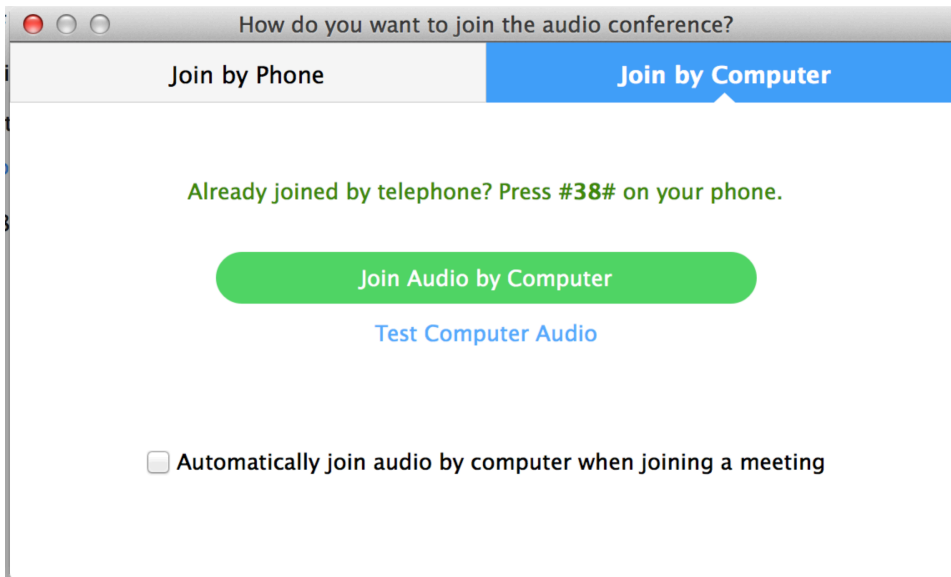 How do you want to join the audio conference?
Join by Phone
Join by Computer
Already joined by telephone? Press #38# on your phone.
Join Audio by Computer
Test Computer Audio
Automatically join audio by computer when joining a meeting